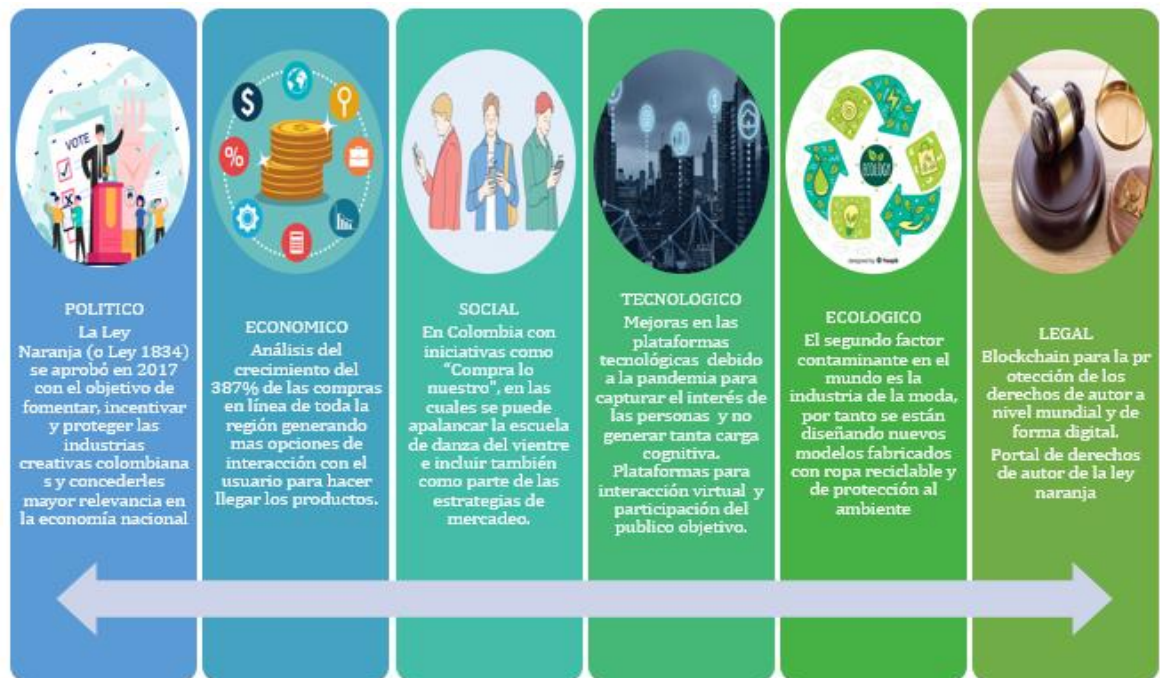 VOTE
POLITICO
La Ley
Naranja (o Ley 1834)
se aprobó en 2017
con el objetivo de
fomentar, incentivar
y proteger las
industrias
creativas colombiana
s y concederles
mayor relevancia en
la economía nacional
$
%
ECONOMICO
Análisis del
crecimiento del
387% de las compras
en línea de toda la
región generando
mas opciones de
interacción con el
usuario para hacer
llegar los productos.
SOCIAL
En Colombia con
iniciativas como
"Compra lo
nuestro", en las
cuales se puede
apalancar la escuela
de danza del vientre
e incluir también
como parte de las
estrategias de
mercadeo.
TECNOLOGICO
Mejoras en las
plataformas
tecnológicas debido
a la pandemia para
capturar el interés de
las personas y no
generar tanta carga
cognitiva.
Plataformas para
interacción virtual y
participación del
publico objetivo.
ECOLOGY
designed by freepik
ECOLOGICO
El segundo factor
contaminante en el
mundo es la
industria de la moda,
por tanto se están
diseñando nuevos
modelos fabricados
con ropa reciclable y
de protección al
ambiente
LEGAL
Blockchain para la pr
otección de los
derechos de autor a
nivel mundial y de
forma digital.
Portal de derechos
de autor de la ley
naranja